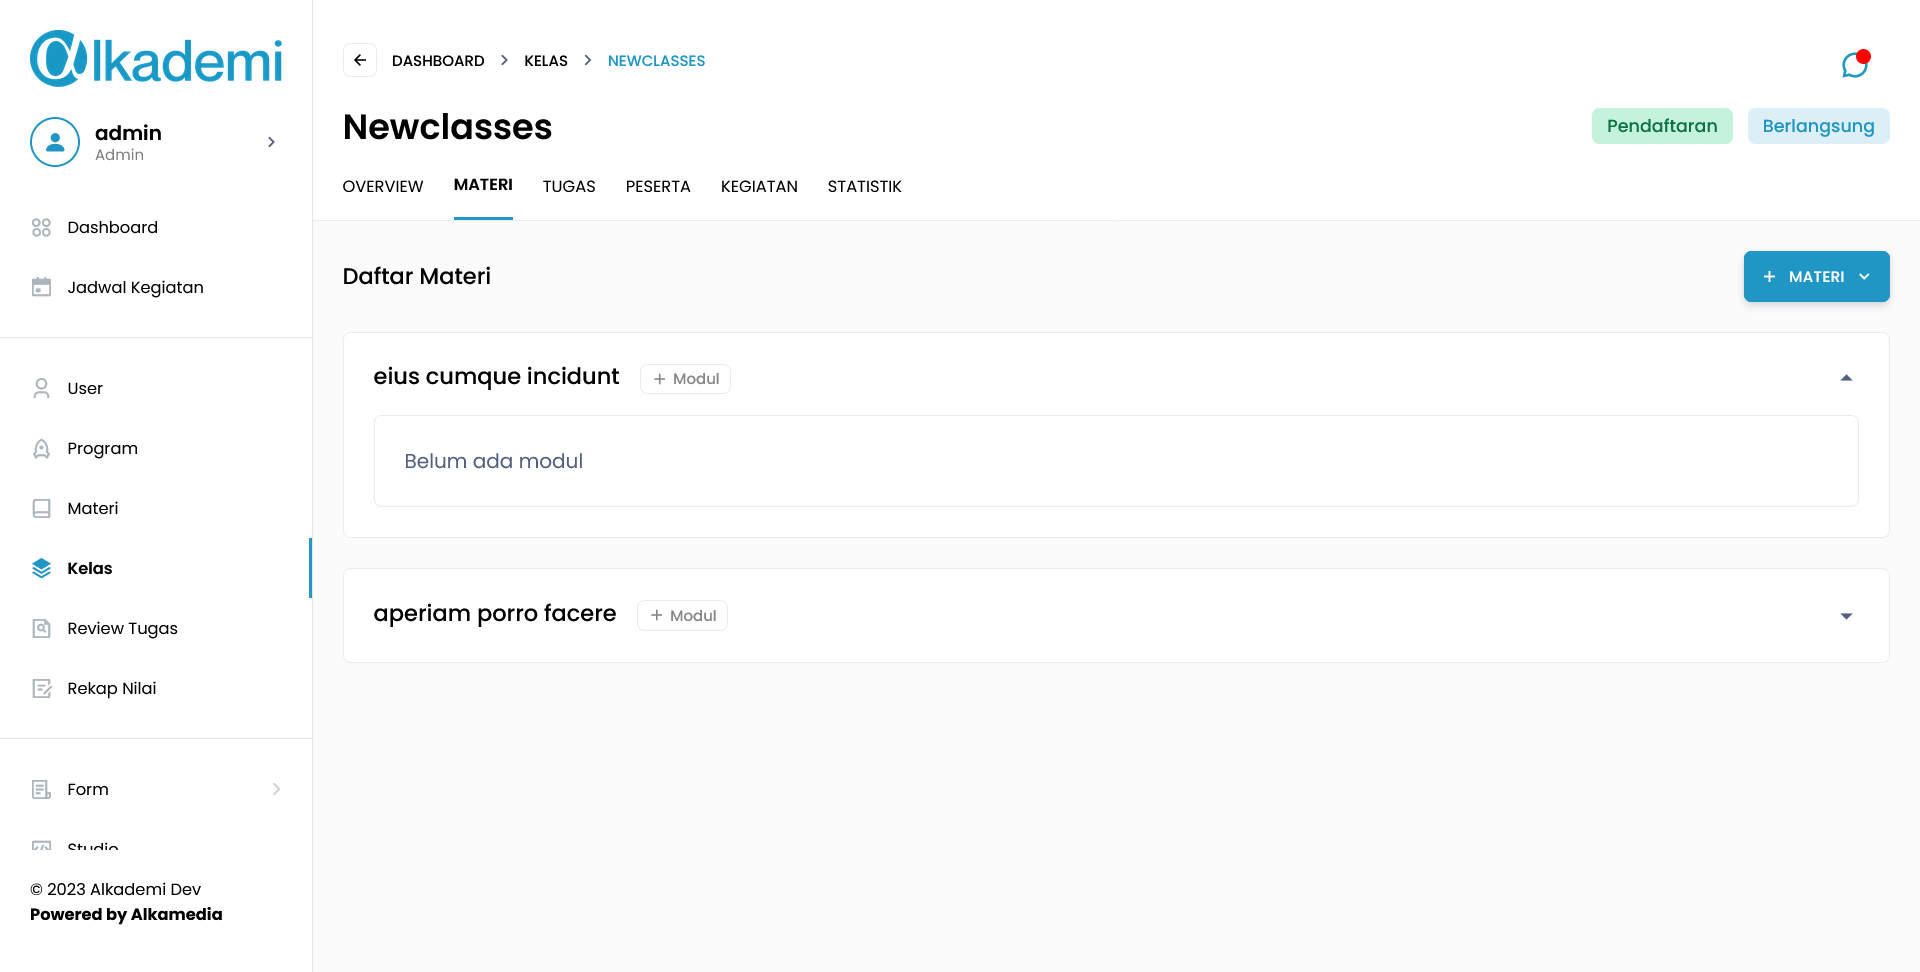 @lkademi
admin
Admin
Dashboard
Jadwal Kegiatan
User
Program
Materi
Kelas
Review Tugas
Rekap Nilai
Form
Studio
© 2023 Alkademi Dev
Powered by Alkamedia
DASHBOARD > KELAS > NEWCLASSES
Newclasses
Pendaftaran
Berlangsung
OVERVIEW
MATERI
TUGAS
PESERTA
KEGIATAN
STATISTIK
Daftar Materi
+ MATERI
eius cumque incidunt
+ Modul
Belum ada modul
aperiam porro facere
+ Modul